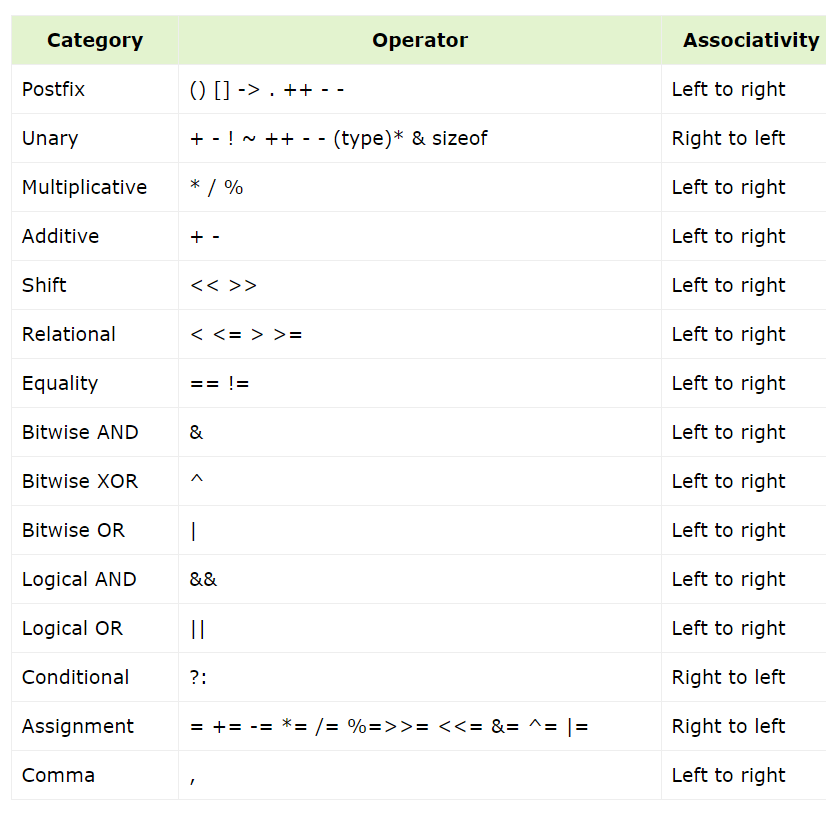 Category Operator Associativity
Postfix () [] -> . ++ - - Left to right
Unary + - ! ~ ++ - - (type)* & sizeof Right to left
Multiplicative * / % Left to right
Additive + - Left to right
Shift << >> Left to right
Relational < <= > >= Left to right
Equality == != Left to right
Bitwise AND & Left to right
Bitwise XOR ^ Left to right
Bitwise OR | Left to right
Logical AND && Left to right
Logical OR || Left to right
Conditional ?: Right to left
Assignment = += -= *= /= %=>>= <<= &= ^= |= Right to left
Comma , Left to right